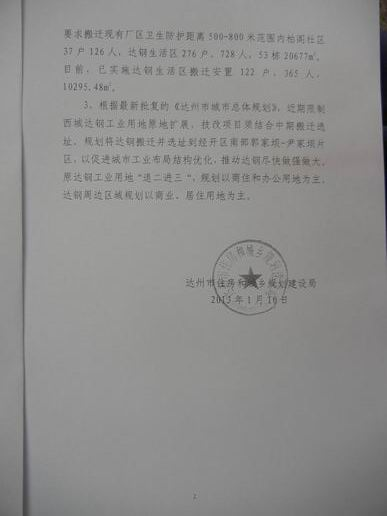 要求搬迁现有厂区卫生防护距离 500-800 米范围内柏阁社区
37 户 126 人，达钢生活区 276 户、728 人，53 栋 20677㎡。
目前，已实施达钢生活区搬迁安置 122 户、365 人，
10295.48㎡。
3、根据最新批复的《达州市城市总体规划》，近期限制
西城达钢工业用地原地扩展，技改项目须结合中期搬迁选
址。规划将达钢搬迁并选址到经开区南部郭家坝-尹家坝片
区，以促进城市工业布局结构优化，推动达钢尽快做强做大。
原达钢工业用地“退二进三“，规划以商住和办公用地为主，
达钢周边区域规划以商业、居住用地为主。
达州市住房和城乡规划建设局
2015 年 1 月 16 日
2